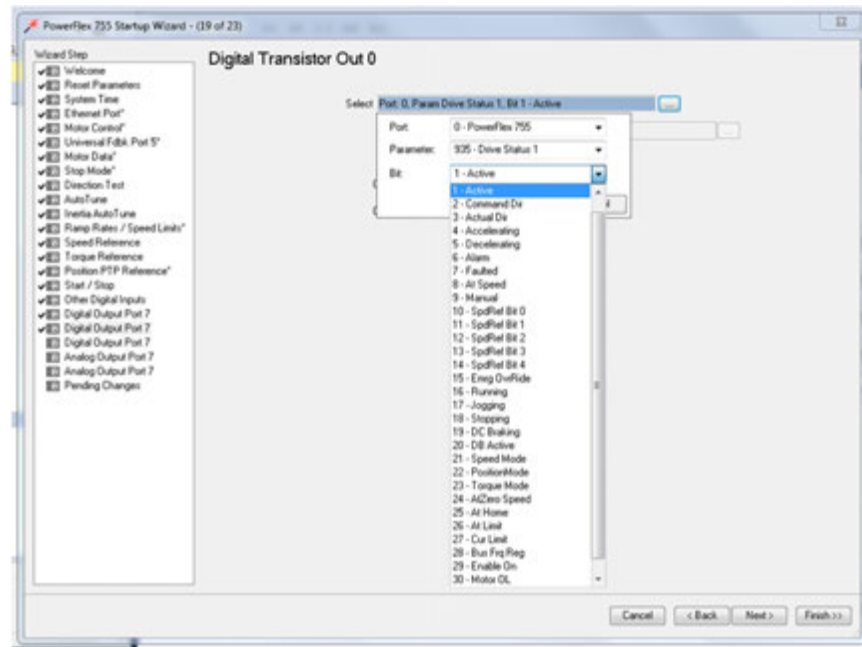 PowerFlex 755 Startup Wizard - (19 of 23)
Wizard Step
Welcome
Reset Parameters
System Time
Ethernet Port*
Motor Control*
Universal Fdbk Port 5*
Motor Data*
Stop Mode*
Direction Test
AutoTune
Inertia AutoTune
Ramp Rates / Speed Limits*
Speed Reference
Torque Reference
Position PTP Reference*
Start / Stop
Other Digital Inputs
Digital Output Port 7
Digital Output Port 7
Digital Output Port 7
Analog Output Port 7
Analog Output Port 7
Pending Changes
Digital Transistor Out 0
Select Port: 0, Param Drive Status 1, Bit 1 - Active ...
Port: 0 - PowerFlex 755
Parameter: 935 - Drive Status 1
Bit: 1 - Active
1 - Active
2 - Command Dir
3 - Actual Dir
4 - Accelerating
5 - Decelerating
6 - Alarm
7 - Faulted
8 - At Speed
9 - Manual
10 - SpdRef Bit 0
11 - SpdRef Bit 1
12 - SpdRef Bit 2
13 - SpdRef Bit 3
14 - SpdRef Bit 4
15 - Emrg OvrRide
16 - Running
17 - Jogging
18 - Stopping
19 - DC Braking
20 - DB Active
21 - Speed Mode
22 - PositionMode
23 - Torque Mode
24 - AtZero Speed
25 - At Home
26 - At Limit
27 - Cur Limit
28 - Bus Frq Reg
29 - Enable On
30 - Motor OL
Cancel < Back Next > Finish >>